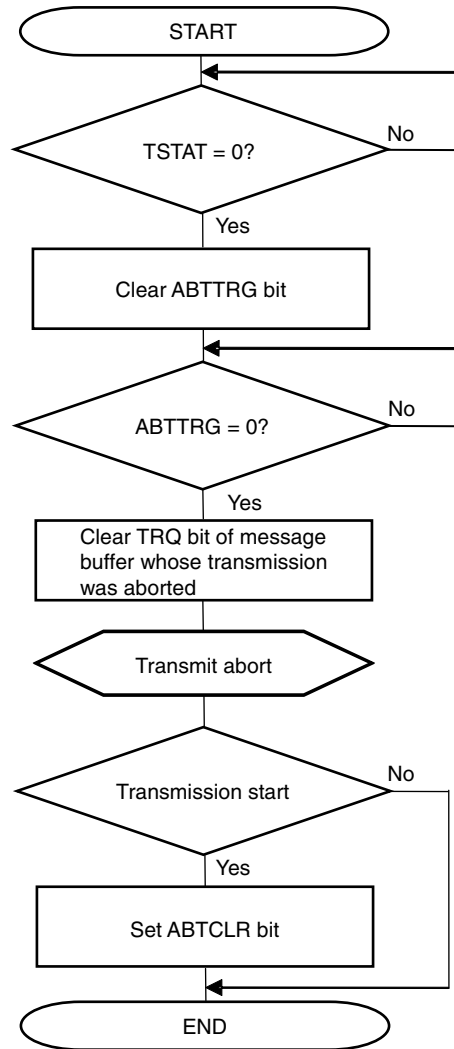 START
TSTAT = 0?
No
Yes
Clear ABTTRG bit
ABTTRG = 0?
No
Yes
Clear TRQ bit of message
buffer whose transmission
was aborted
Transmit abort
Transmission start
No
Yes
Set ABTCLR bit
END